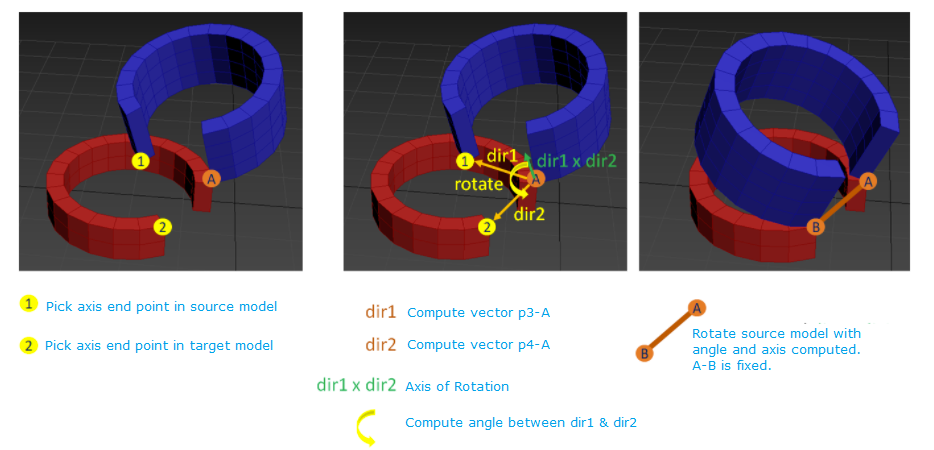 1
A
2
1
dir1
dir1 x dir2
rotate
A
dir2
2
A
B
1 Pick axis end point in source model
2 Pick axis end point in target model
dir1 Compute vector p3-A
dir2 Compute vector p4-A
dir1 x dir2 Axis of Rotation
Compute angle between dir1 & dir2
A
B
Rotate source model with
angle and axis computed.
A-B is fixed.